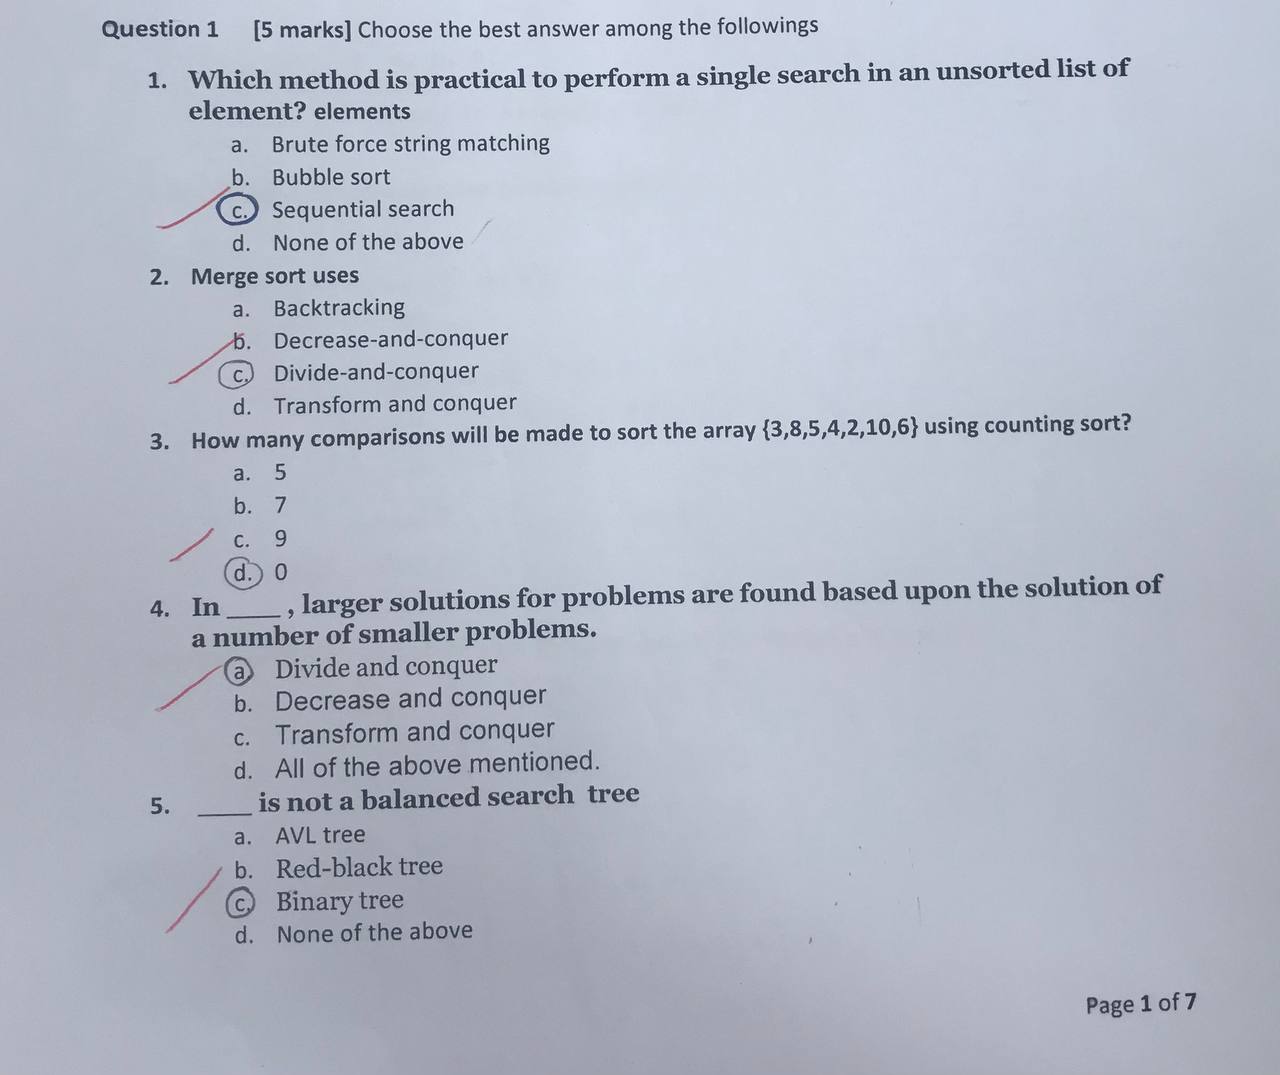 Question 1 [5 marks] Choose the best answer among the followings
1. Which method is practical to perform a single search in an unsorted list of
element? elements
a. Brute force string matching
b. Bubble sort
c. Sequential search
d. None of the above
2. Merge sort uses
a. Backtracking
b. Decrease-and-conquer
c. Divide-and-conquer
d. Transform and conquer
3. How many comparisons will be made to sort the array {3,8,5,4,2,10,6} using counting sort?
a. 5
b. 7
c. 9
d. 0
4. In ____ , larger solutions for problems are found based upon the solution of
a number of smaller problems.
a. Divide and conquer
b. Decrease and conquer
c. Transform and conquer
d. All of the above mentioned.
5. ____ is not a balanced search tree
a. AVL tree
b. Red-black tree
c. Binary tree
d. None of the above
Page 1 of 7